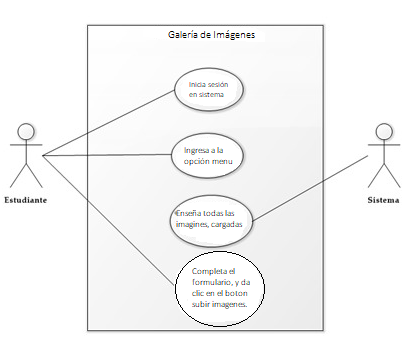 Galería de Imágenes
Inicia sesión
en sistema
Ingresa a la
opción menu
Estudiante
Sistema
Enseña todas las
imagines, cargadas
Completa el
formulario, y da
clic en el boton
subir imagenes.